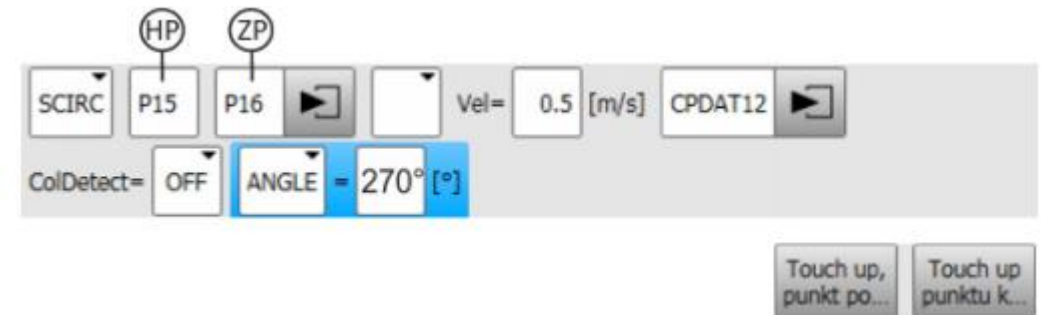 HP ZP
SCIRC P15 P16 Vel= 0.5 [m/s] CPDAT12
ColDetect= OFF ANGLE = 270° [°]
Touch up, Touch up
punkt po... punktu k...